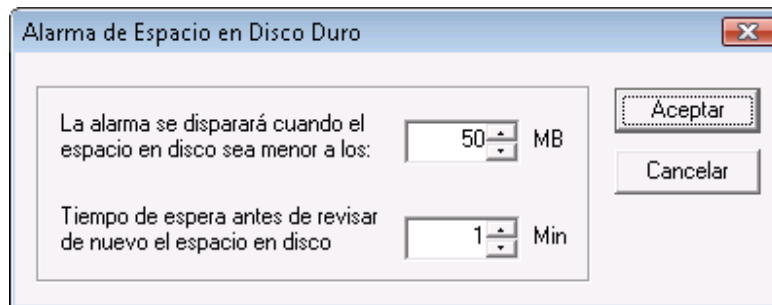 Alarma de Espacio en Disco Duro
La alarma se disparará cuando el
espacio en disco sea menor a los:
50 MB
Aceptar
Cancelar
Tiempo de espera antes de revisar
de nuevo el espacio en disco
1 Min